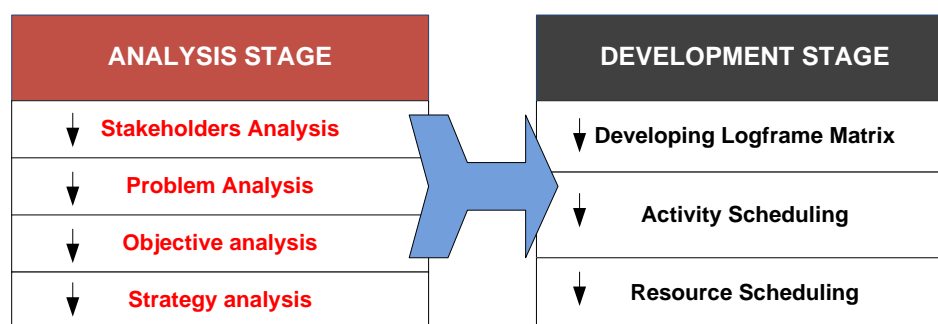 ANALYSIS STAGE
Stakeholders Analysis
Problem Analysis
Objective analysis
Strategy analysis
DEVELOPMENT STAGE
Developing Logframe Matrix
Activity Scheduling
Resource Scheduling